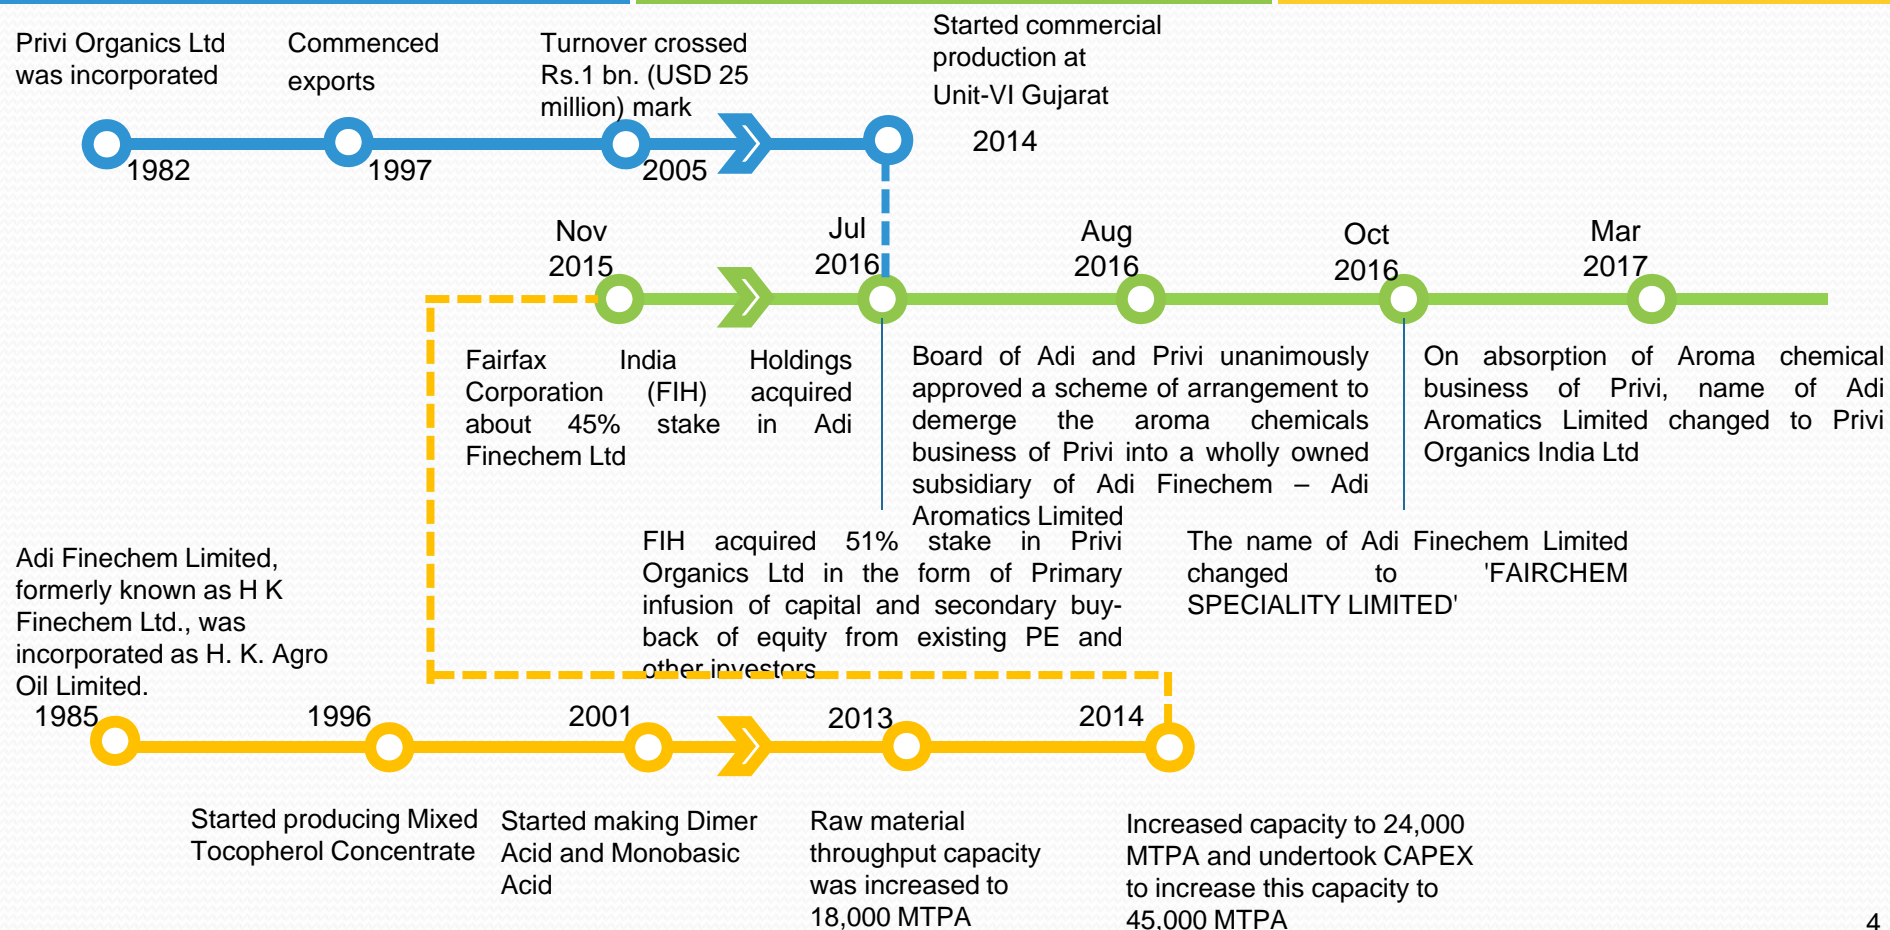 Privi Organics Ltd
was incorporated
Commenced
exports
Turnover crossed
Rs.1 bn. (USD 25
million) mark
Started commercial
production at
Unit-VI Gujarat
1982
1997
2005
2014
Nov
2015
Jul
2016
Aug
2016
Oct
2016
Mar
2017
Fairfax India Holdings
Corporation (FIH) acquired
about 45% stake in Adi
Finechem Ltd
Board of Adi and Privi unanimously
approved a scheme of arrangement to
demerge the aroma chemicals
business of Privi into a wholly owned
subsidiary of Adi Finechem – Adi
Aromatics Limited
On absorption of Aroma chemical
business of Privi, name of Adi
Aromatics Limited changed to Privi
Organics India Ltd
FIH acquired 51% stake in Privi
Organics Ltd in the form of Primary
infusion of capital and secondary buy-
back of equity from existing PE and
other investors
The name of Adi Finechem Limited
changed to 'FAIRCHEM
SPECIALITY LIMITED'
Adi Finechem Limited,
formerly known as H K
Finechem Ltd., was
incorporated as H. K. Agro
Oil Limited.
1985
1996
2001
2013
2014
Started producing Mixed
Tocopherol Concentrate
Started making Dimer
Acid and Monobasic
Acid
Raw material
throughput capacity
was increased to
18,000 MTPA
Increased capacity to 24,000
MTPA and undertook CAPEX
to increase this capacity to
45,000 MTPA
4